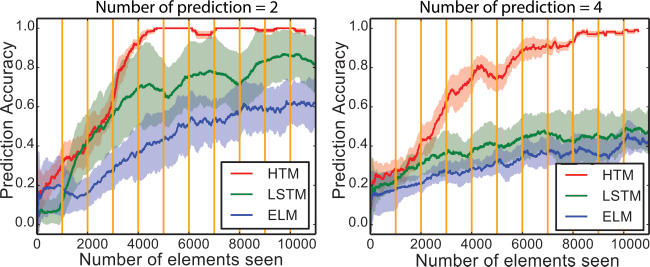 Number of prediction = 2
Prediction Accuracy
1.0
0.8
0.6
0.4
0.2
0.0
HTM
LSTM
ELM
0 2000 4000 6000 8000 10000
Number of elements seen
Number of prediction = 4
Prediction Accuracy
1.0
0.8
0.6
0.4
0.2
0.0
HTM
LSTM
ELM
0 2000 4000 6000 8000 10000
Number of elements seen